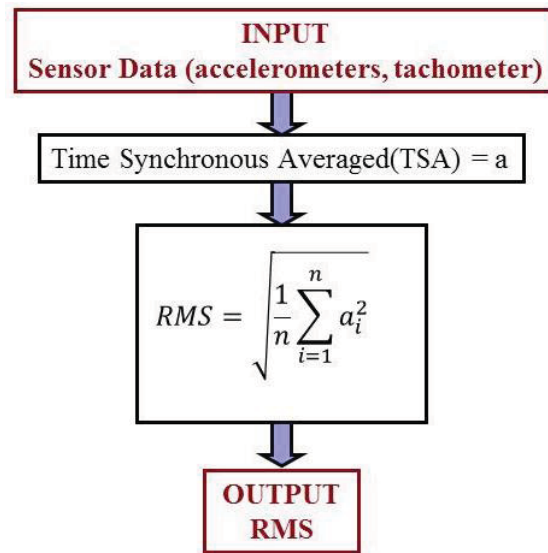 INPUT
Sensor Data (accelerometers, tachometer)
Time Synchronous Averaged(TSA) = a
RMS = √(1/n ∑_{i=1}^{n} a_i^2)
OUTPUT
RMS